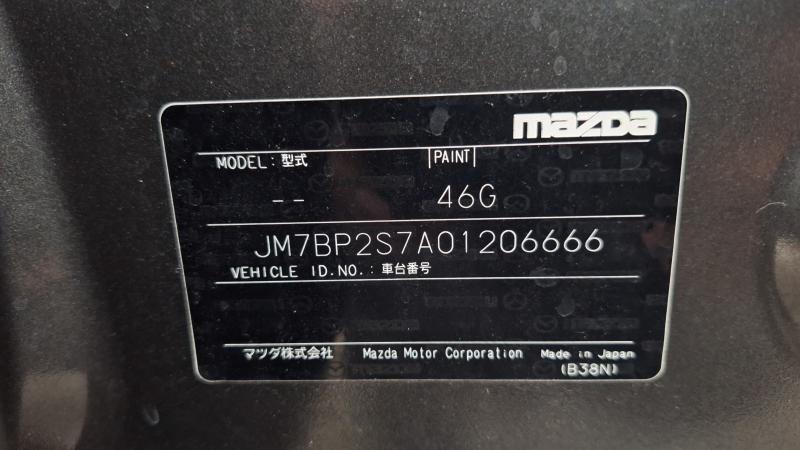 mazda
MODEL: 型式 PAINT
-- 46G
JM7BP2S7A01206666
VEHICLE ID.NO.: 車台番号
マツダ株式会社 Mazda Motor Corporation Made in Japan
(B38N)